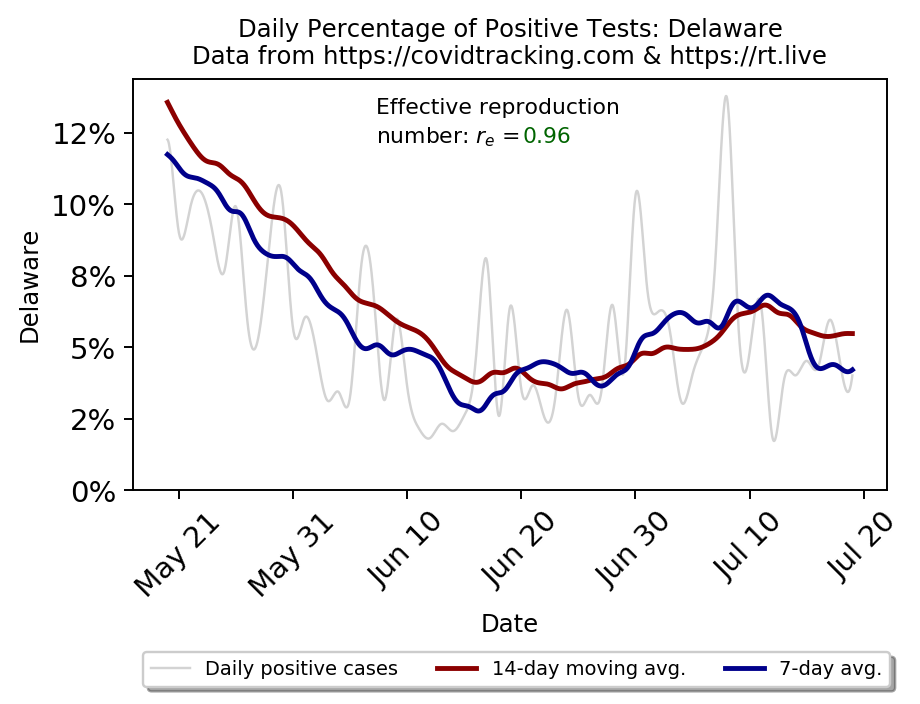 Daily Percentage of Positive Tests: Delaware
Data from https://covidtracking.com & https://rt.live
Effective reproduction
number: rₑ =0.96
12%
10%
8%
5%
2%
0%
Delaware
May 21
May 31
Jun 10
Jun 20
Jun 30
Jul 10
Jul 20
Date
Daily positive cases
14-day moving avg.
7-day avg.